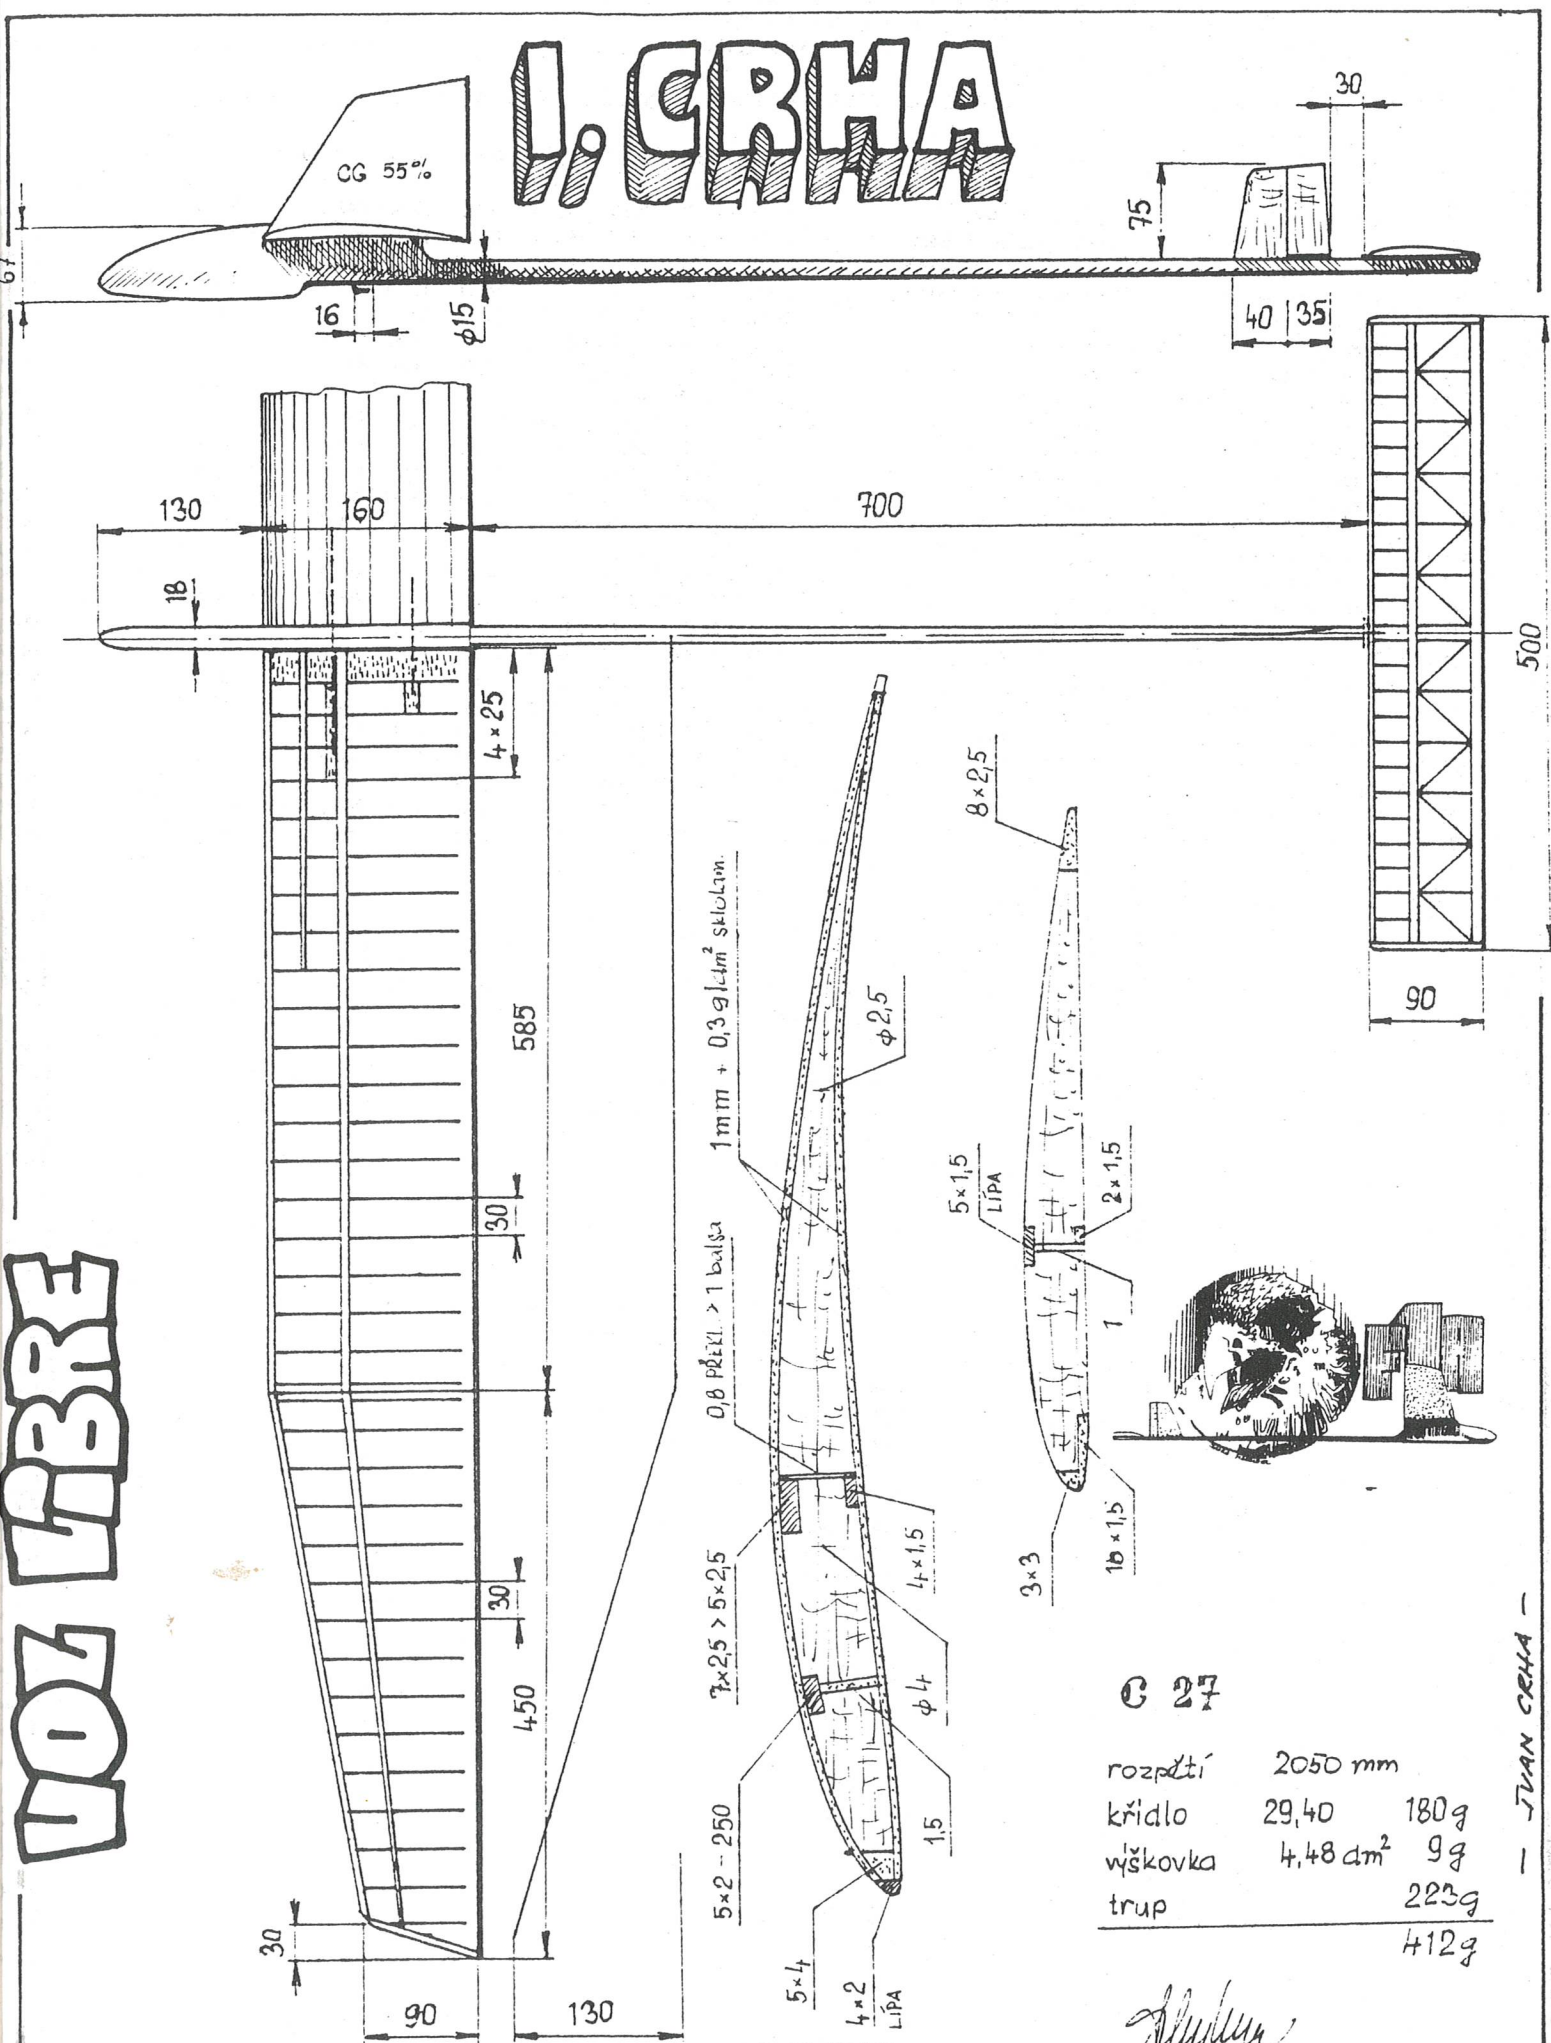 I. CRHA
CG 55%
30
75
67
16
φ15
40
35
130
160
700
18
500
4×25
8×2,5
1mm + 0,3g/dm² sklolam.
585
φ2,5
90
5×1,5
LÍPA
2×1,5
30
0,8 PŘEKL. > 1 balsa
1
VOL LIBRE
7×2,5 > 5×2,5
4×1,5
3×3
18×1,5
30
450
φ4
5×2 - 250
1,5
30
5×4
4×2
LÍPA
90
130
C 27
rozpětí 2050 mm
křídlo 29,40 180g
výškovka 4,48 dm² 9g
trup 223g
412g
- IVAN CRHA -